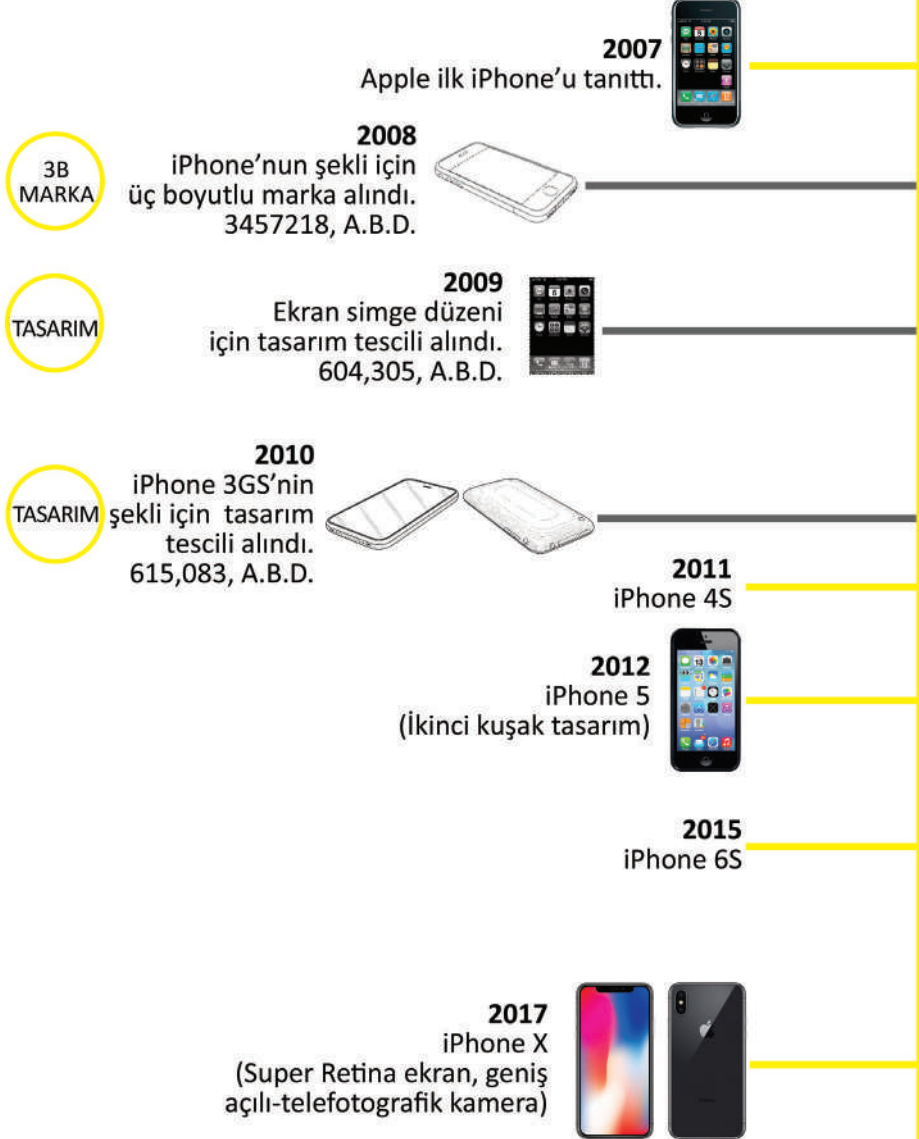 2007
Apple ilk iPhone’u tanıttı.
3B
MARKA
2008
iPhone’nun şekli için
üç boyutlu marka alındı.
3457218, A.B.D.
TASARIM
2009
Ekran simge düzeni
için tasarım tescili alındı.
604,305, A.B.D.
TASARIM
2010
iPhone 3GS’nin
şekli için tasarım
tescili alındı.
615,083, A.B.D.
2011
iPhone 4S
2012
iPhone 5
(İkinci kuşak tasarım)
2015
iPhone 6S
2017
iPhone X
(Super Retina ekran, geniş
açılı-telefotografik kamera)